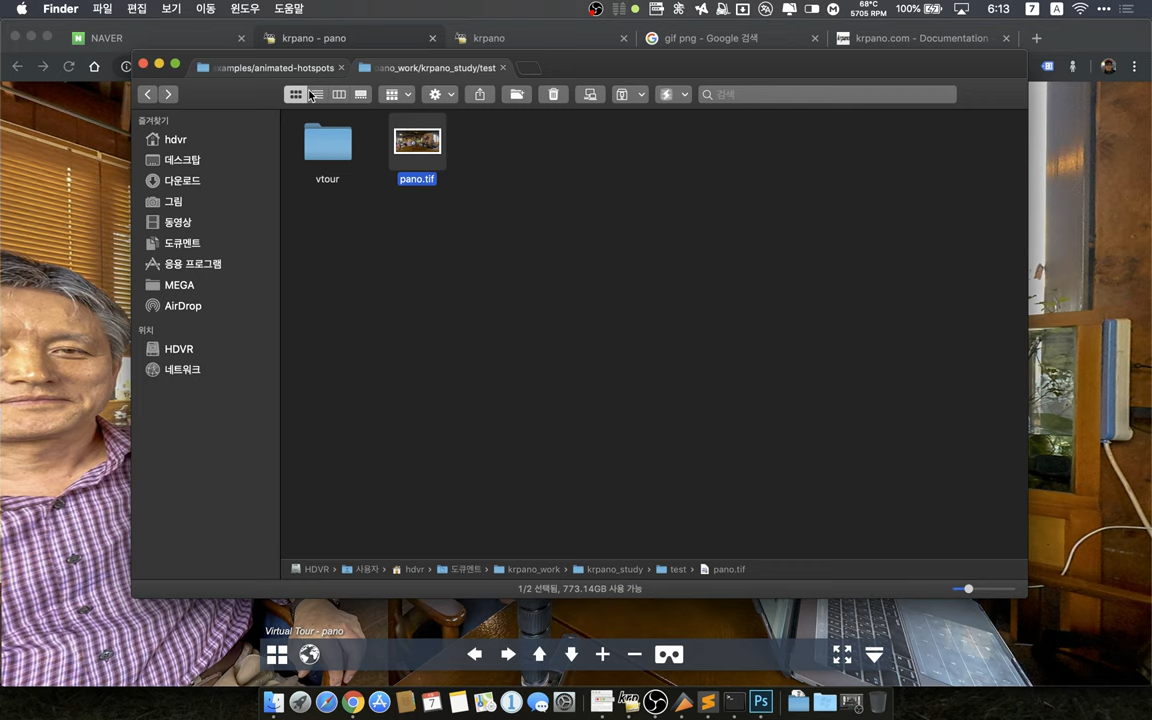 Finder 파일 편집 보기 이동 윈도우 도움말 68°C 5705 RPM 100% 6:13 7 A
NAVER
krpano - pano
krpano
gif png - Google 검색
krpano.com - Documentation
examples/animated-hotspots
ano_work/krpano_study/test
검색
즐겨찾기
hdvr
데스크탑
다운로드
그림
동영상
도큐멘트
응용 프로그램
MEGA
AirDrop
위치
HDVR
네트워크
vtour
pano.tif
HDVR › 사용자 › hdvr › 도큐멘트 › krpano_work › krpano_study › test › pano.tif
1/2 선택됨, 773.14GB 사용 가능
Virtual Tour - pano
7
krp
Ps